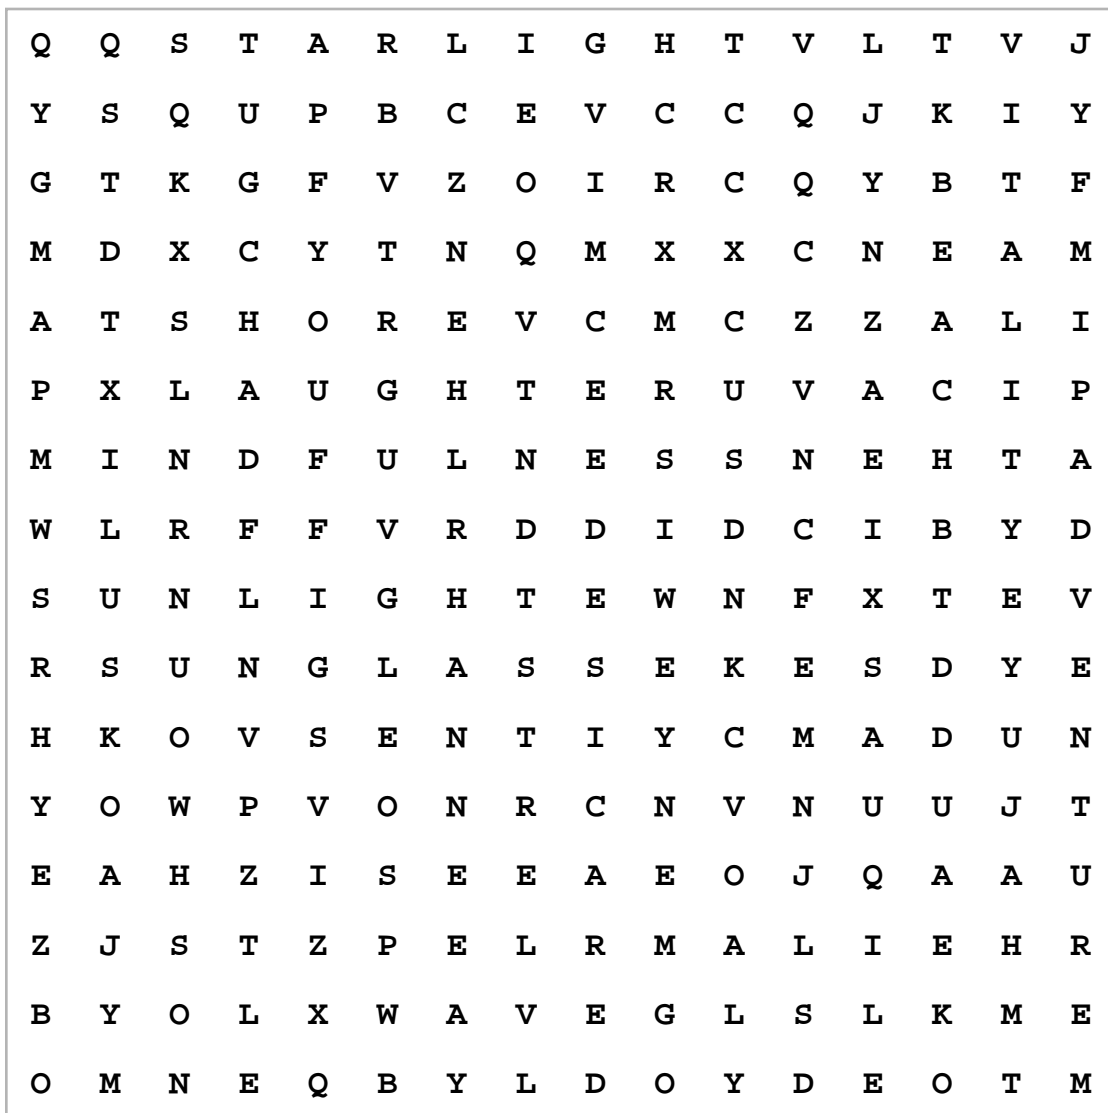 Q Q S T A R L I G H T V L T V J
Y S Q U P B C E V C C Q J K I Y
G T K G F V Z O I R C Q Y B T F
M D X C Y T N Q M X X C N E A M
A T S H O R E V C M C Z Z A L I
P X L A U G H T E R U V A C I P
M I N D F U L N E S S N E H T A
W L R F F V R D D I D C I B Y D
S U N L I G H T E W N F X T E V
R S U N G L A S S E K E S D Y E
H K O V S E N T I Y C M A D U N
Y O W P V O N R C N V N U U J T
E A H Z I S E E A E O J Q A A U
Z J S T Z P E L R M A L I E H R
B Y O L X W A V E G L S L K M E
O M N E Q B Y L D O Y D E O T M